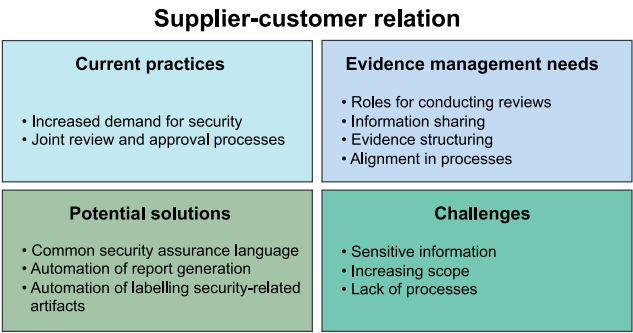 Supplier-customer relation
Current practices
• Increased demand for security
• Joint review and approval processes
Evidence management needs
• Roles for conducting reviews
• Information sharing
• Evidence structuring
• Alignment in processes
Potential solutions
• Common security assurance language
• Automation of report generation
• Automation of labelling security-related
artifacts
Challenges
• Sensitive information
• Increasing scope
• Lack of processes